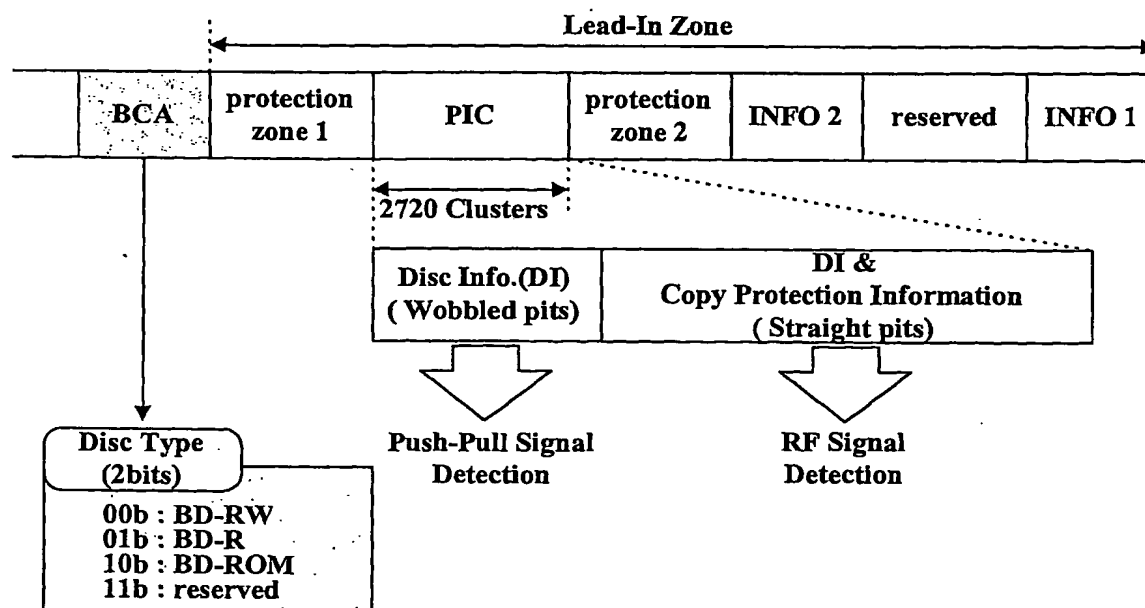 Lead-In Zone
BCA
protection
zone 1
PIC
protection
zone 2
INFO 2
reserved
INFO 1
2720 Clusters
Disc Info.(DI)
( Wobbled pits)
DI &
Copy Protection Information
( Straight pits)
Push-Pull Signal
Detection
RF Signal
Detection
Disc Type
(2bits)
00b : BD-RW
01b : BD-R
10b : BD-ROM
11b : reserved